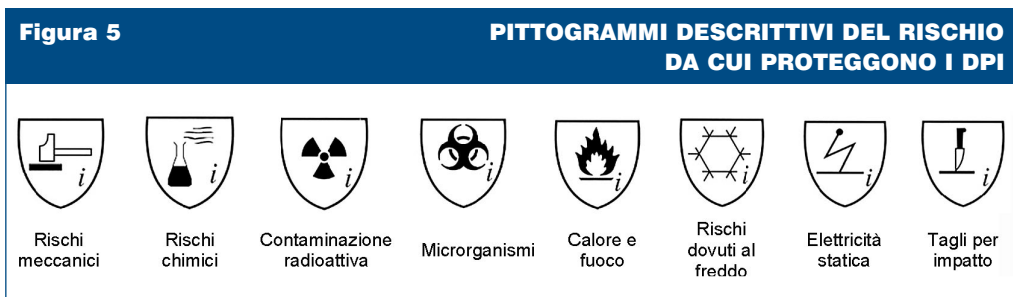 Figura 5
PITTOGRAMMI DESCRITTIVI DEL RISCHIO
DA CUI PROTEGGONO I DPI
i
i
i
i
i
i
i
i
Rischi
meccanici
Rischi
chimici
Contaminazione
radioattiva
Microrganismi
Calore e
fuoco
Rischi
dovuti al
freddo
Elettricità
statica
Tagli per
impatto